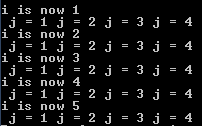 i is now 1
j = 1 j = 2 j = 3 j = 4
i is now 2
j = 1 j = 2 j = 3 j = 4
i is now 3
j = 1 j = 2 j = 3 j = 4
i is now 4
j = 1 j = 2 j = 3 j = 4
i is now 5
j = 1 j = 2 j = 3 j = 4